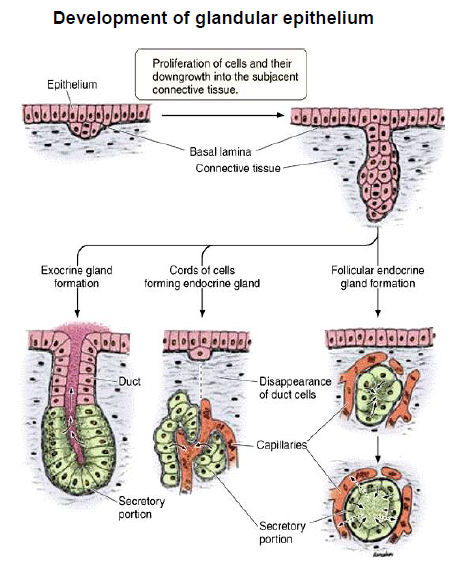 Development of glandular epithelium
Proliferation of cells and their
downgrowth into the subjacent
connective tissue.
Epithelium
Basal lamina
Connective tissue
Exocrine gland
formation
Cords of cells
forming endocrine gland
Follicular endocrine
gland formation
Duct
Disappearance
of duct cells
Capillaries
Secretory
portion
Secretory
portion